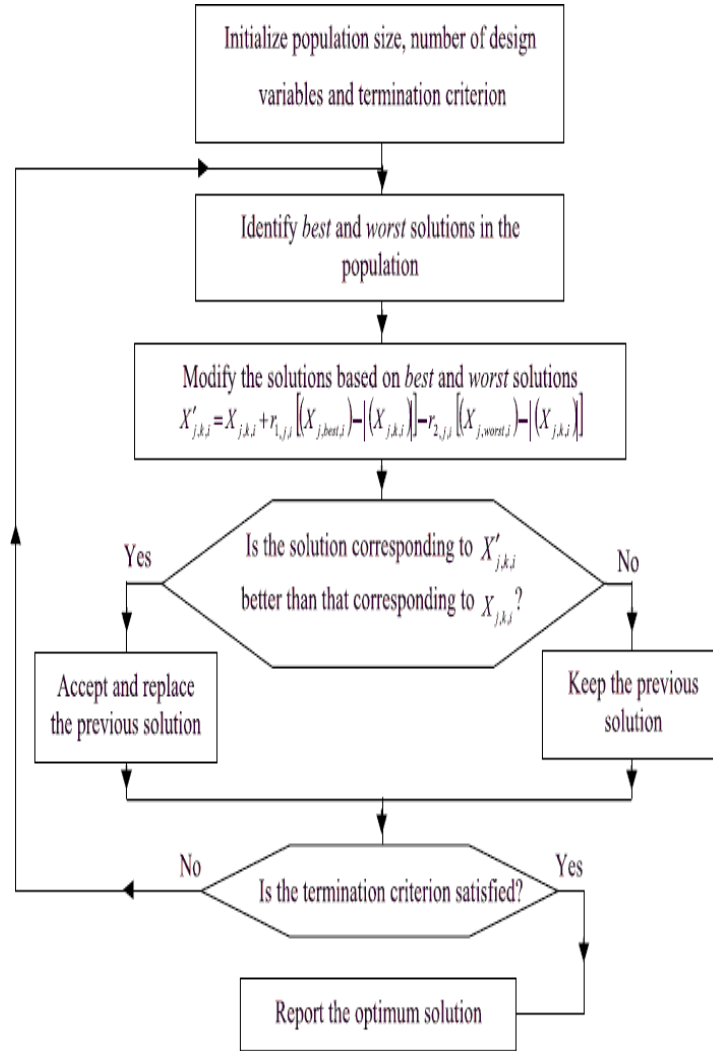 Initialize population size, number of design
variables and termination criterion
Identify best and worst solutions in the
population
Modify the solutions based on best and worst solutions
X′j,k,i = Xj,k,i + r1,j,i [(Xj,best,i) − |(Xj,k,i)|] − r2,j,i [(Xj,worst,i) − |(Xj,k,i)|]
Yes
Is the solution corresponding to X′j,k,i
better than that corresponding to Xj,k,i?
No
Accept and replace
the previous solution
Keep the previous
solution
No
Is the termination criterion satisfied?
Yes
Report the optimum solution